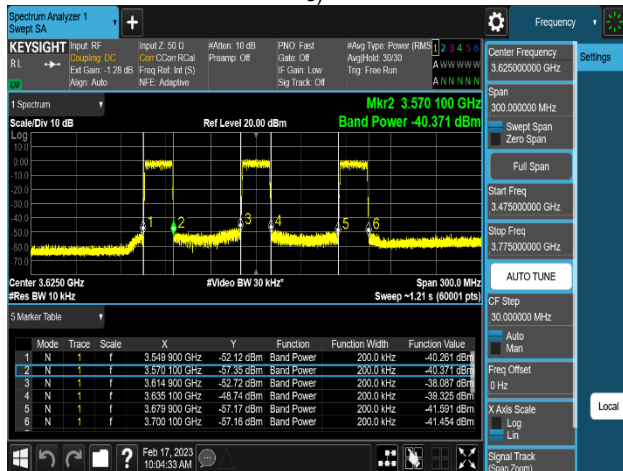 Spectrum Analyzer 1
Swept SA
+
Frequency
KEYSIGHT
Input: RF
Input Z: 50 Ω
#Atten: 10 dB
PNO: Fast
#Avg Type: Power (RMS
1 2 3 4 5 6
RL
Coupling: DC
Corr CCorr RCal
Preamp: Off
Gate: Off
Avg|Hold: 30/30
A W W W W W
Ext Gain: -1.28 dB
Freq Ref: Int (S)
IF Gain: Low
Trig: Free Run
Align: Auto
NFE: Adaptive
Sig Track: Off
A N N N N N
1 Spectrum
Mkr2 3.570 100 GHz
Scale/Div 10 dB
Ref Level 20.00 dBm
Band Power -40.371 dBm
Log
10.0
0.00
-10.0
-20.0
-30.0
-40.0
-50.0
-60.0
-70.0
1
2
3
4
5
6
Center 3.6250 GHz
#Video BW 30 kHz*
Span 300.0 MHz
#Res BW 10 kHz
Sweep ~1.21 s (60001 pts)
5 Marker Table
Mode Trace Scale X Y Function Function Width Function Value
1 N 1 f 3.549 900 GHz -52.12 dBm Band Power 200.0 kHz -40.261 dBm
2 N 1 f 3.570 100 GHz -57.35 dBm Band Power 200.0 kHz -40.371 dBm
3 N 1 f 3.614 900 GHz -52.72 dBm Band Power 200.0 kHz -38.087 dBm
4 N 1 f 3.635 100 GHz -48.74 dBm Band Power 200.0 kHz -39.325 dBm
5 N 1 f 3.679 900 GHz -57.17 dBm Band Power 200.0 kHz -41.591 dBm
6 N 1 f 3.700 100 GHz -57.16 dBm Band Power 200.0 kHz -41.454 dBm
Feb 17, 2023
10:04:33 AM
?
Center Frequency
3.625000000 GHz
Settings
Span
300.000000 MHz
Swept Span
Zero Span
Full Span
Start Freq
3.475000000 GHz
Stop Freq
3.775000000 GHz
AUTO TUNE
CF Step
30.000000 MHz
Auto
Man
Freq Offset
0 Hz
X Axis Scale
Log
Lin
Local
Signal Track
(Span Zoom)